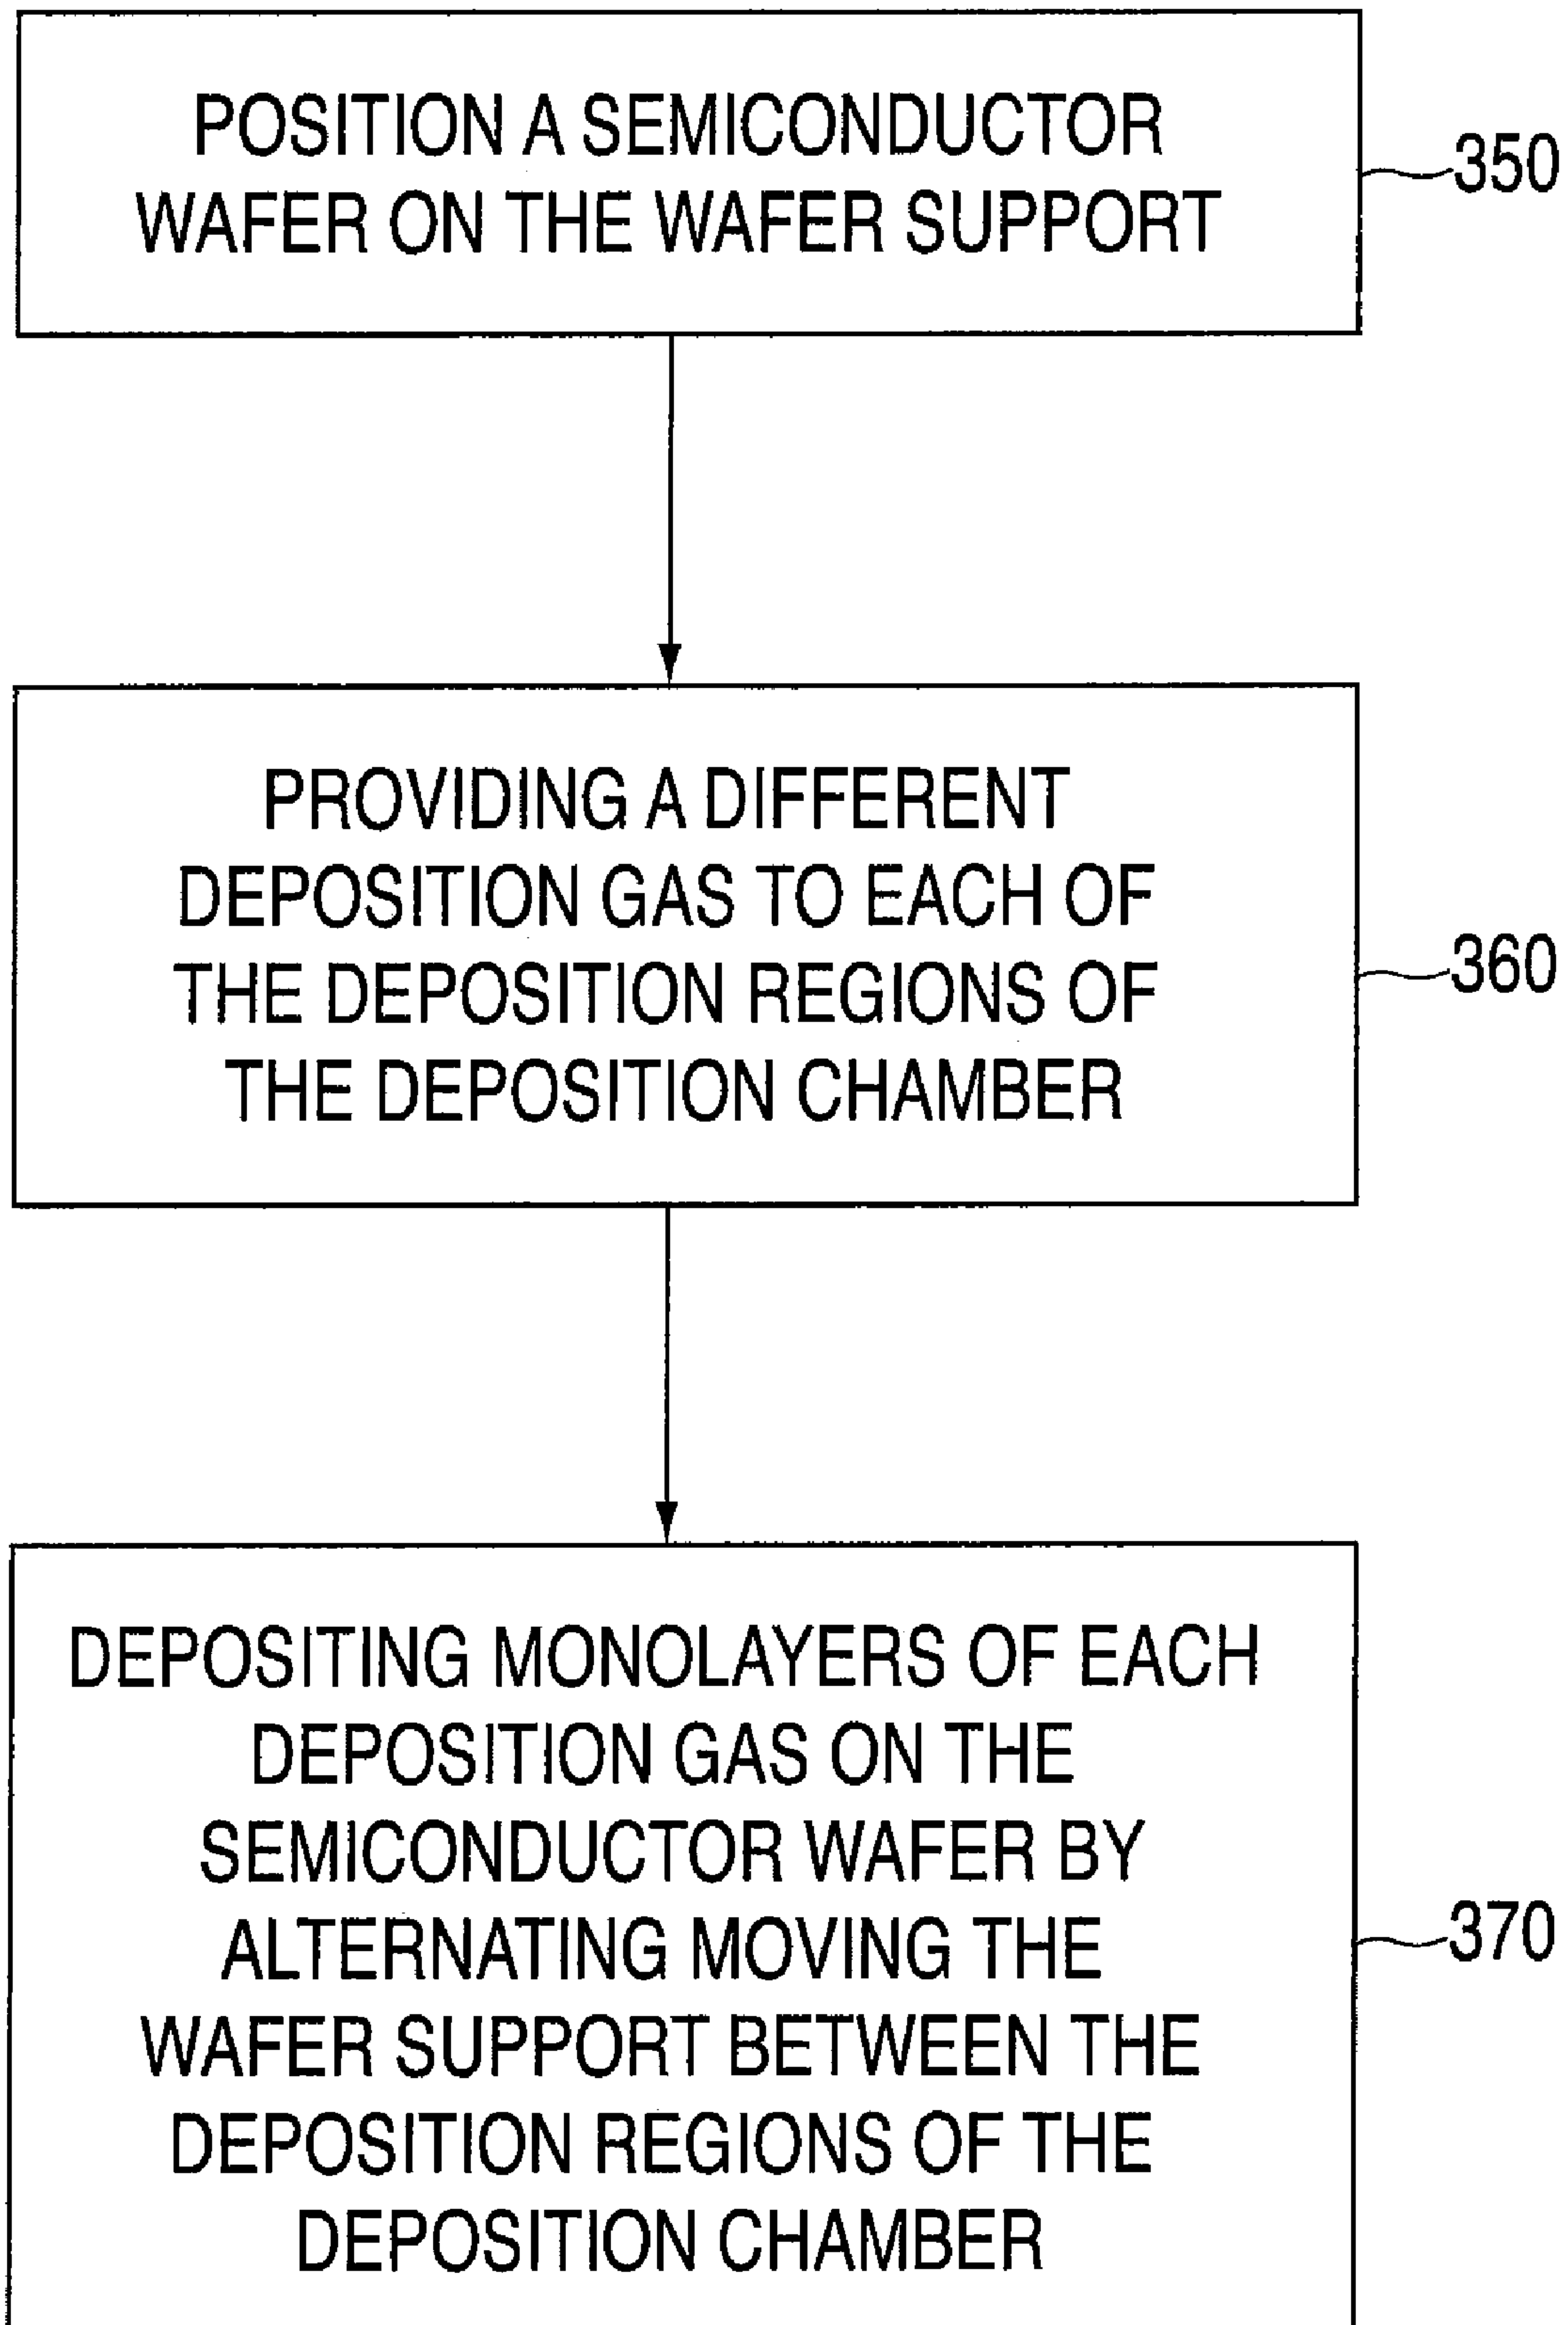 POSITION A SEMICONDUCTOR
WAFER ON THE WAFER SUPPORT
350
PROVIDING A DIFFERENT
DEPOSITION GAS TO EACH OF
THE DEPOSITION REGIONS OF
THE DEPOSITION CHAMBER
360
DEPOSITING MONOLAYERS OF EACH
DEPOSITION GAS ON THE
SEMICONDUCTOR WAFER BY
ALTERNATING MOVING THE
WAFER SUPPORT BETWEEN THE
DEPOSITION REGIONS OF THE
DEPOSITION CHAMBER
370